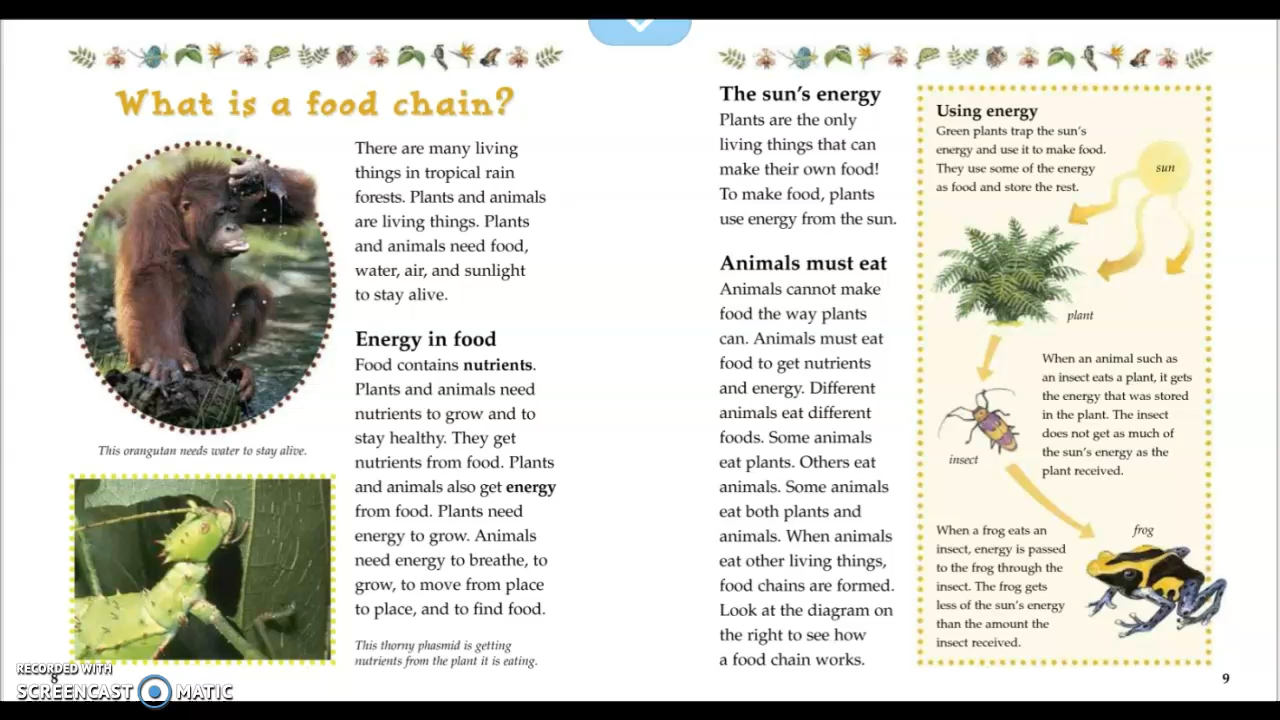 What is a food chain?
There are many living
things in tropical rain
forests. Plants and animals
are living things. Plants
and animals need food,
water, air, and sunlight
to stay alive.
This orangutan needs water to stay alive.
Energy in food
Food contains nutrients.
Plants and animals need
nutrients to grow and to
stay healthy. They get
nutrients from food. Plants
and animals also get energy
from food. Plants need
energy to grow. Animals
need energy to breathe, to
grow, to move from place
to place, and to find food.
This thorny phasmid is getting
nutrients from the plant it is eating.
8
RECORDED WITH
SCREENCAST MATIC
The sun's energy
Plants are the only
living things that can
make their own food!
To make food, plants
use energy from the sun.
Animals must eat
Animals cannot make
food the way plants
can. Animals must eat
food to get nutrients
and energy. Different
animals eat different
foods. Some animals
eat plants. Others eat
animals. Some animals
eat both plants and
animals. When animals
eat other living things,
food chains are formed.
Look at the diagram on
the right to see how
a food chain works.
Using energy
Green plants trap the sun's
energy and use it to make food.
They use some of the energy
as food and store the rest.
sun
plant
When an animal such as
an insect eats a plant, it gets
the energy that was stored
in the plant. The insect
does not get as much of
the sun's energy as the
plant received.
insect
When a frog eats an
insect, energy is passed
to the frog through the
insect. The frog gets
less of the sun's energy
than the amount the
insect received.
frog
9